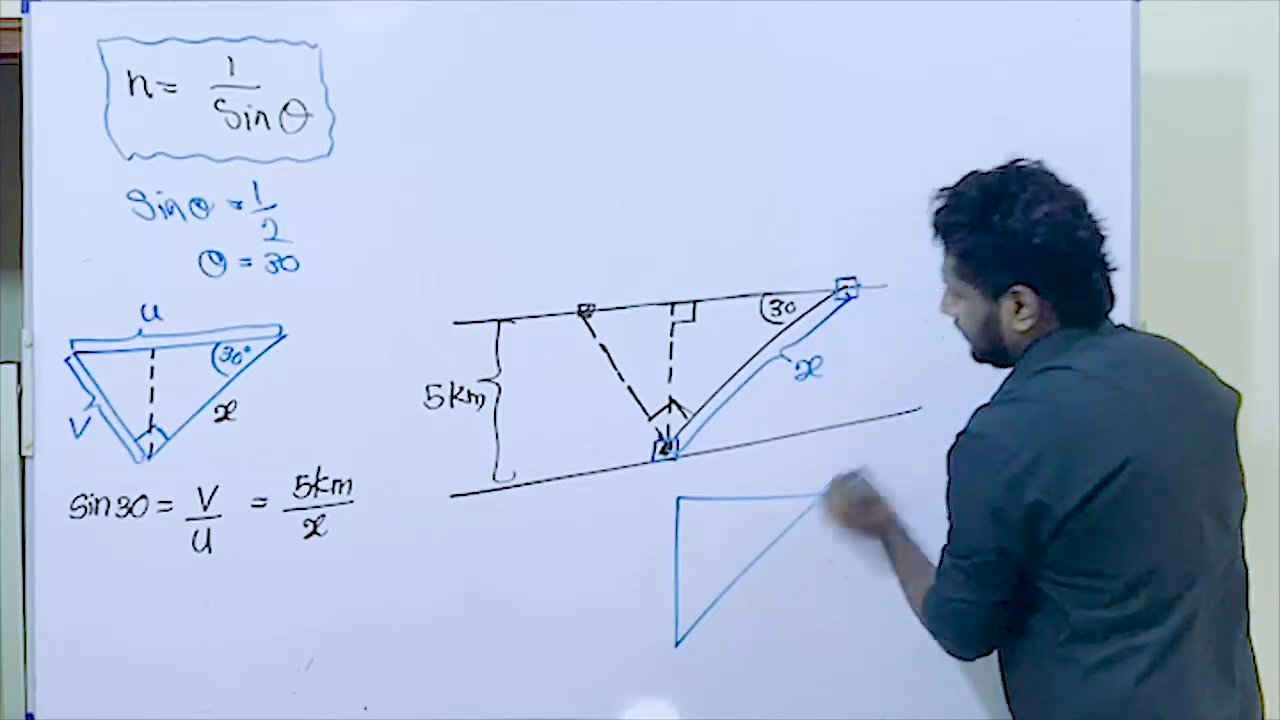 n = 1/Sinθ
Sinθ = 1/2
θ = 30
u
30°
V
x
Sin30 = V/u = 5km/x
5km
30
x